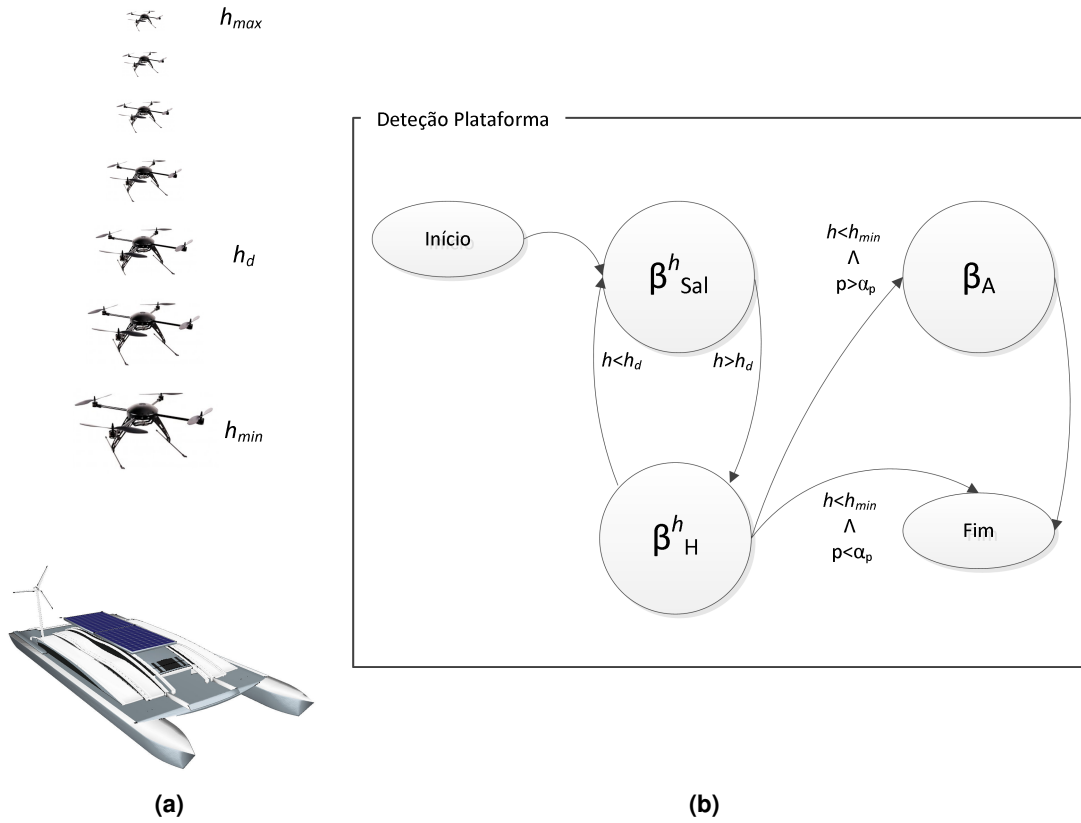 h_max
h_d
h_min
(a)
Deteção Plataforma
Início
β^h_Sal
h<h_d
h>h_d
β^h_H
h<h_min
Λ
p>α_p
β_A
h<h_min
Λ
p<α_p
Fim
(b)